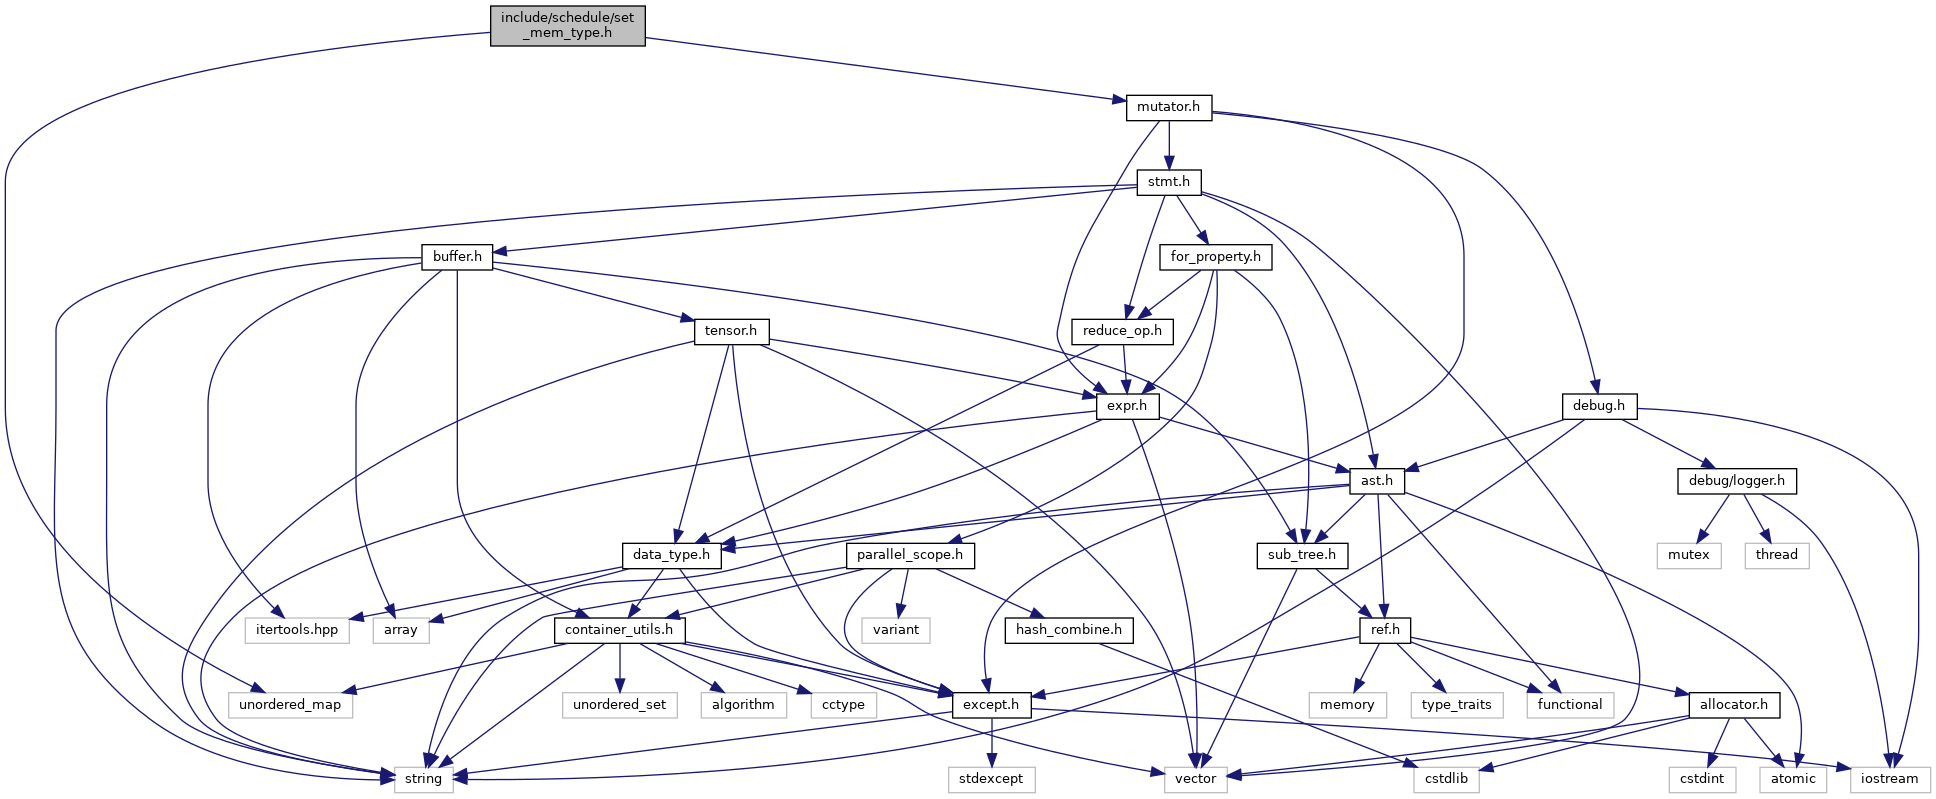 include/schedule/set
_mem_type.h
mutator.h
stmt.h
buffer.h
for_property.h
tensor.h
reduce_op.h
expr.h
debug.h
ast.h
debug/logger.h
data_type.h
parallel_scope.h
sub_tree.h
mutex
thread
itertools.hpp
array
container_utils.h
variant
hash_combine.h
ref.h
unordered_map
unordered_set
algorithm
cctype
except.h
memory
type_traits
functional
allocator.h
string
stdexcept
vector
cstdlib
cstdint
atomic
iostream